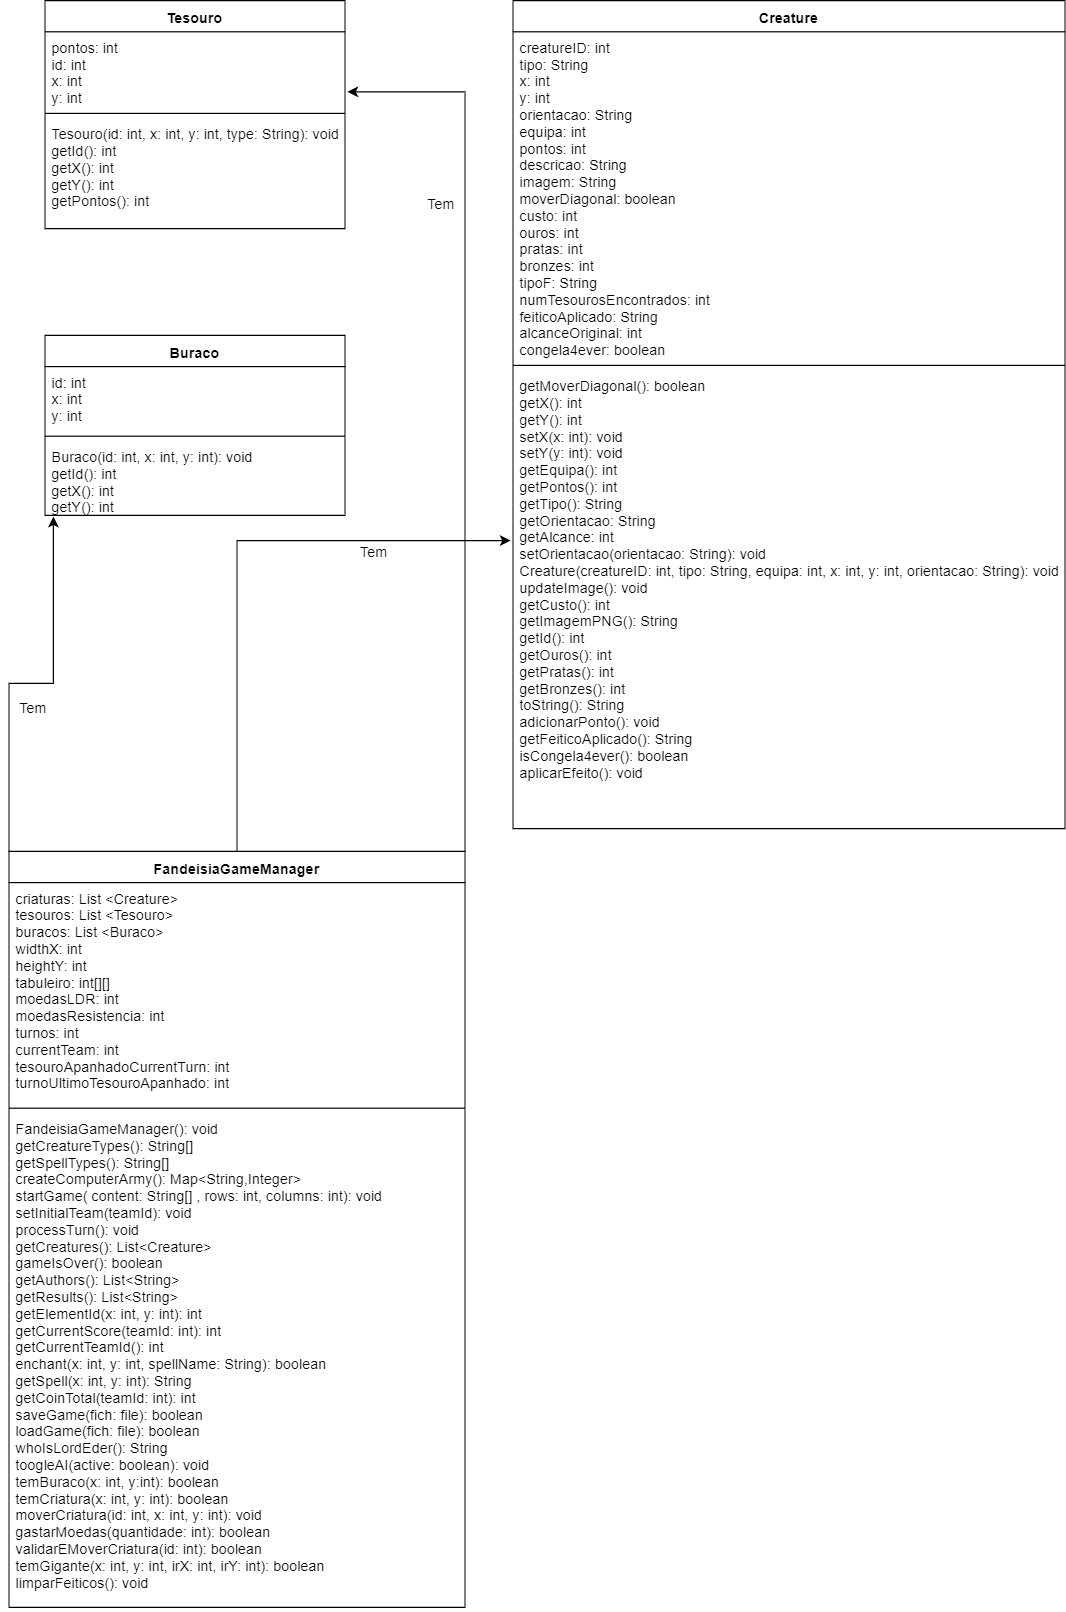 Tesouro
pontos: int
id: int
x: int
y: int
Tesouro(id: int, x: int, y: int, type: String): void
getId(): int
getX(): int
getY(): int
getPontos(): int
Tem
Buraco
id: int
x: int
y: int
Buraco(id: int, x: int, y: int): void
getId(): int
getX(): int
getY(): int
Tem
Tem
Creature
creatureID: int
tipo: String
x: int
y: int
orientacao: String
equipa: int
pontos: int
descricao: String
imagem: String
moverDiagonal: boolean
custo: int
ouros: int
pratas: int
bronzes: int
tipoF: String
numTesourosEncontrados: int
feiticoAplicado: String
alcanceOriginal: int
congela4ever: boolean
getMoverDiagonal(): boolean
getX(): int
getY(): int
setX(x: int): void
setY(y: int): void
getEquipa(): int
getPontos(): int
getTipo(): String
getOrientacao: String
getAlcance: int
setOrientacao(orientacao: String): void
Creature(creatureID: int, tipo: String, equipa: int, x: int, y: int, orientacao: String): void
updateImage(): void
getCusto(): int
getImagemPNG(): String
getId(): int
getOuros(): int
getPratas(): int
getBronzes(): int
toString(): String
adicionarPonto(): void
getFeiticoAplicado(): String
isCongela4ever(): boolean
aplicarEfeito(): void
FandeisiaGameManager
criaturas: List <Creature>
tesouros: List <Tesouro>
buracos: List <Buraco>
widthX: int
heightY: int
tabuleiro: int[][]
moedasLDR: int
moedasResistencia: int
turnos: int
currentTeam: int
tesouroApanhadoCurrentTurn: int
turnoUltimoTesouroApanhado: int
FandeisiaGameManager(): void
getCreatureTypes(): String[]
getSpellTypes(): String[]
createComputerArmy(): Map<String,Integer>
startGame( content: String[] , rows: int, columns: int): void
setInitialTeam(teamId): void
processTurn(): void
getCreatures(): List<Creature>
gameIsOver(): boolean
getAuthors(): List<String>
getResults(): List<String>
getElementId(x: int, y: int): int
getCurrentScore(teamId: int): int
getCurrentTeamId(): int
enchant(x: int, y: int, spellName: String): boolean
getSpell(x: int, y: int): String
getCoinTotal(teamId: int): int
saveGame(fich: file): boolean
loadGame(fich: file): boolean
whoIsLordEder(): String
toogleAI(active: boolean): void
temBuraco(x: int, y:int): boolean
temCriatura(x: int, y: int): boolean
moverCriatura(id: int, x: int, y: int): void
gastarMoedas(quantidade: int): boolean
validarEMoverCriatura(id: int): boolean
temGigante(x: int, y: int, irX: int, irY: int): boolean
limparFeiticos(): void